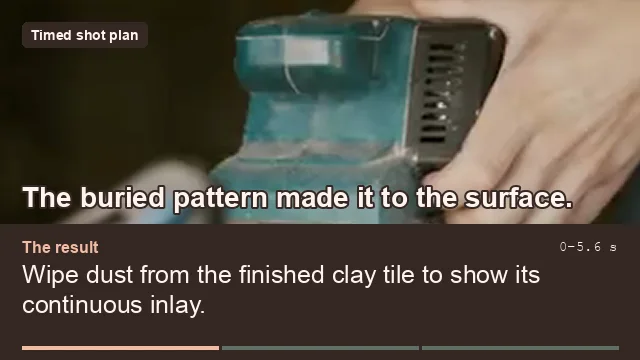 Timed shot plan
The buried pattern made it to the surface.
The result
0–5.6 s
Wipe dust from the finished clay tile to show its
continuous inlay.